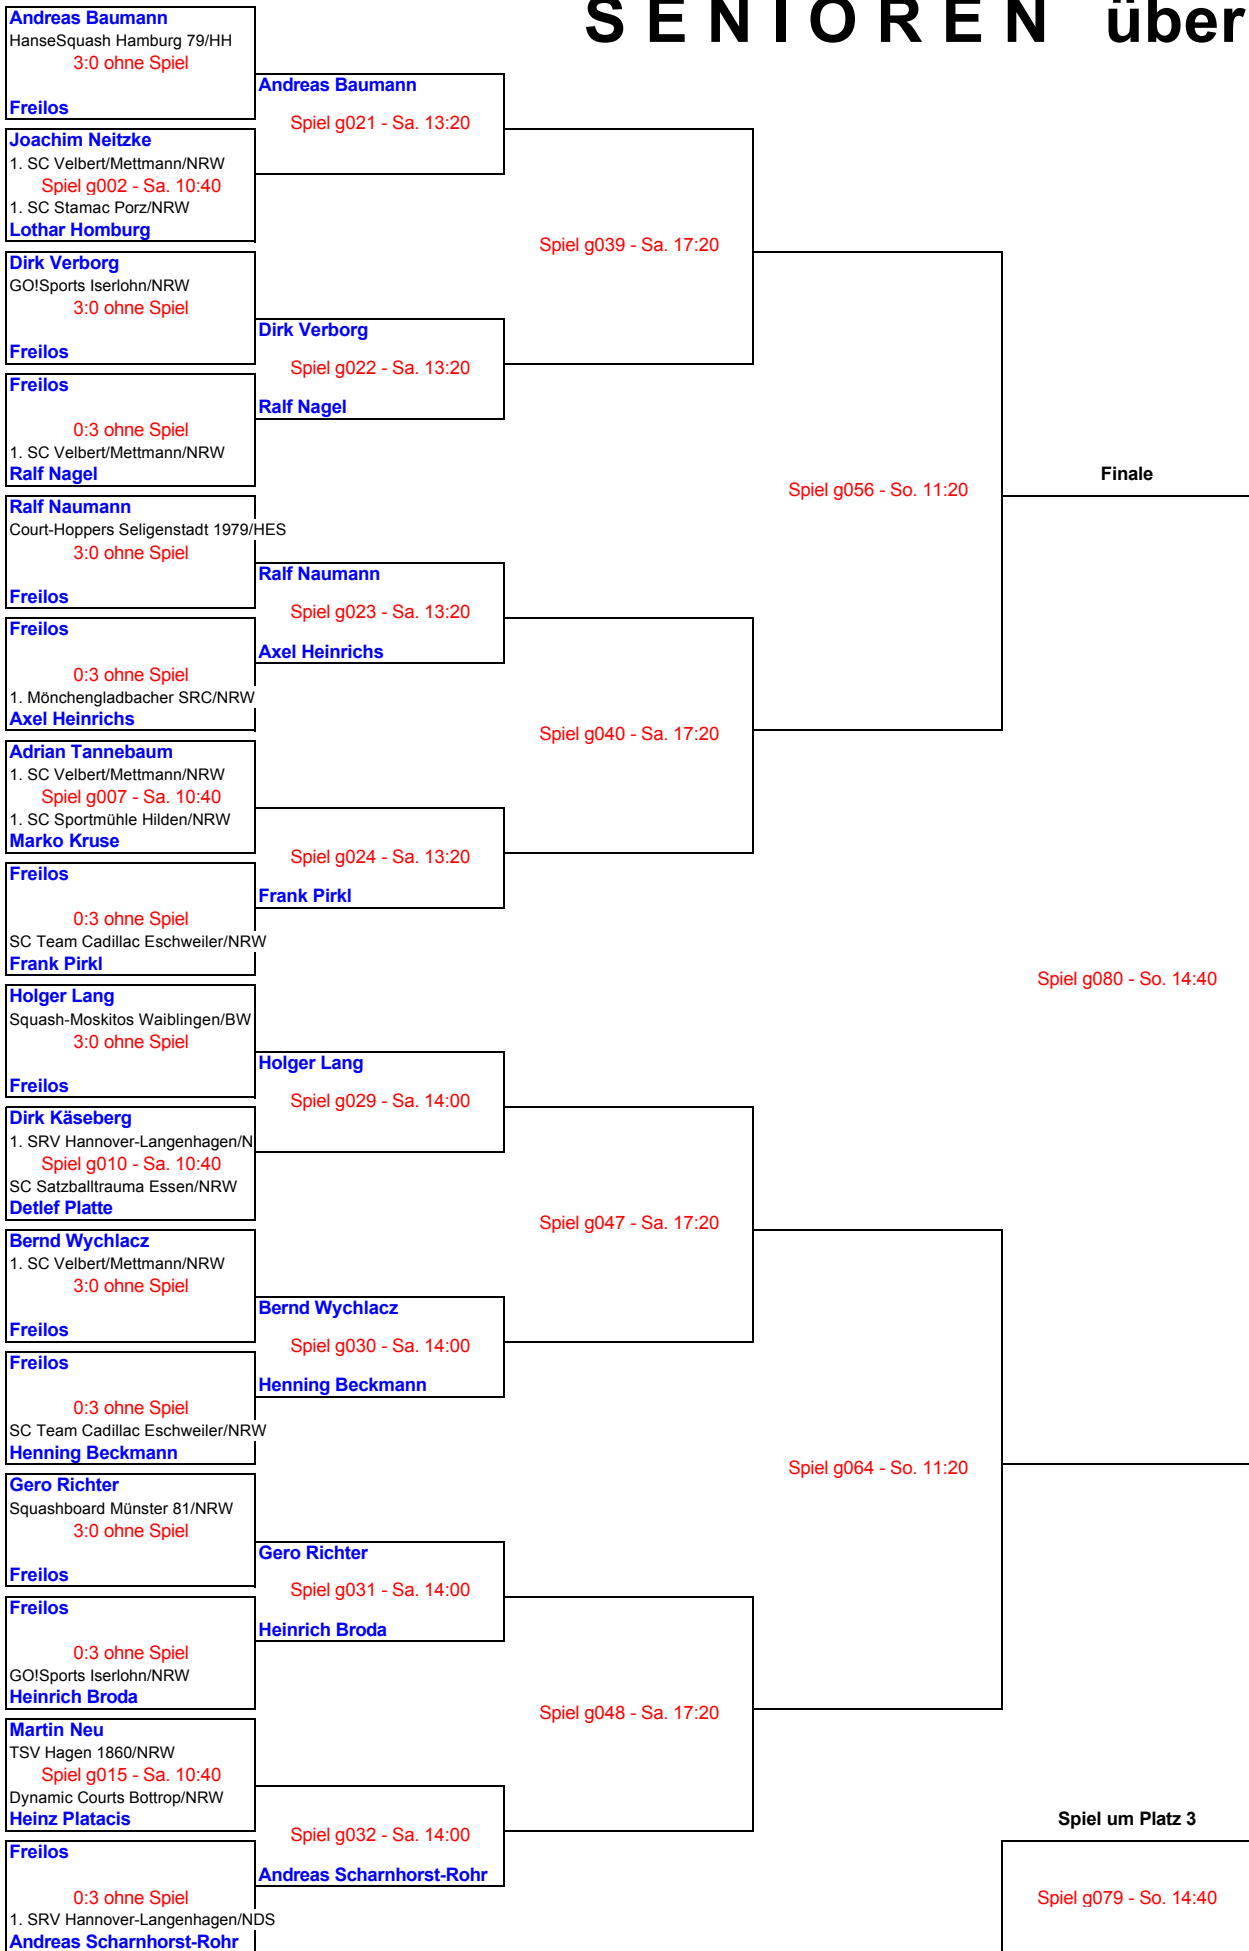 S E N I O R E N über
Andreas Baumann
HanseSquash Hamburg 79/HH
3:0 ohne Spiel
Freilos
Joachim Neitzke
1. SC Velbert/Mettmann/NRW
Spiel g002 - Sa. 10:40
1. SC Stamac Porz/NRW
Lothar Homburg
Dirk Verborg
GO!Sports Iserlohn/NRW
3:0 ohne Spiel
Freilos
Freilos
0:3 ohne Spiel
1. SC Velbert/Mettmann/NRW
Ralf Nagel
Ralf Naumann
Court-Hoppers Seligenstadt 1979/HES
3:0 ohne Spiel
Freilos
Freilos
0:3 ohne Spiel
1. Mönchengladbacher SRC/NRW
Axel Heinrichs
Adrian Tannebaum
1. SC Velbert/Mettmann/NRW
Spiel g007 - Sa. 10:40
1. SC Sportmühle Hilden/NRW
Marko Kruse
Freilos
0:3 ohne Spiel
SC Team Cadillac Eschweiler/NRW
Frank Pirkl
Holger Lang
Squash-Moskitos Waiblingen/BW
3:0 ohne Spiel
Freilos
Dirk Käseberg
1. SRV Hannover-Langenhagen/N
Spiel g010 - Sa. 10:40
SC Satzballtrauma Essen/NRW
Detlef Platte
Bernd Wychlacz
1. SC Velbert/Mettmann/NRW
3:0 ohne Spiel
Freilos
Freilos
0:3 ohne Spiel
SC Team Cadillac Eschweiler/NRW
Henning Beckmann
Gero Richter
Squashboard Münster 81/NRW
3:0 ohne Spiel
Freilos
Freilos
0:3 ohne Spiel
GO!Sports Iserlohn/NRW
Heinrich Broda
Martin Neu
TSV Hagen 1860/NRW
Spiel g015 - Sa. 10:40
Dynamic Courts Bottrop/NRW
Heinz Platacis
Freilos
0:3 ohne Spiel
1. SRV Hannover-Langenhagen/NDS
Andreas Scharnhorst-Rohr
Andreas Baumann
Spiel g021 - Sa. 13:20
Dirk Verborg
Spiel g022 - Sa. 13:20
Ralf Nagel
Ralf Naumann
Spiel g023 - Sa. 13:20
Axel Heinrichs
Spiel g024 - Sa. 13:20
Frank Pirkl
Holger Lang
Spiel g029 - Sa. 14:00
Bernd Wychlacz
Spiel g030 - Sa. 14:00
Henning Beckmann
Gero Richter
Spiel g031 - Sa. 14:00
Heinrich Broda
Spiel g032 - Sa. 14:00
Andreas Scharnhorst-Rohr
Spiel g039 - Sa. 17:20
Spiel g040 - Sa. 17:20
Spiel g047 - Sa. 17:20
Spiel g048 - Sa. 17:20
Spiel g056 - So. 11:20
Spiel g064 - So. 11:20
Finale
Spiel g080 - So. 14:40
Spiel um Platz 3
Spiel g079 - So. 14:40